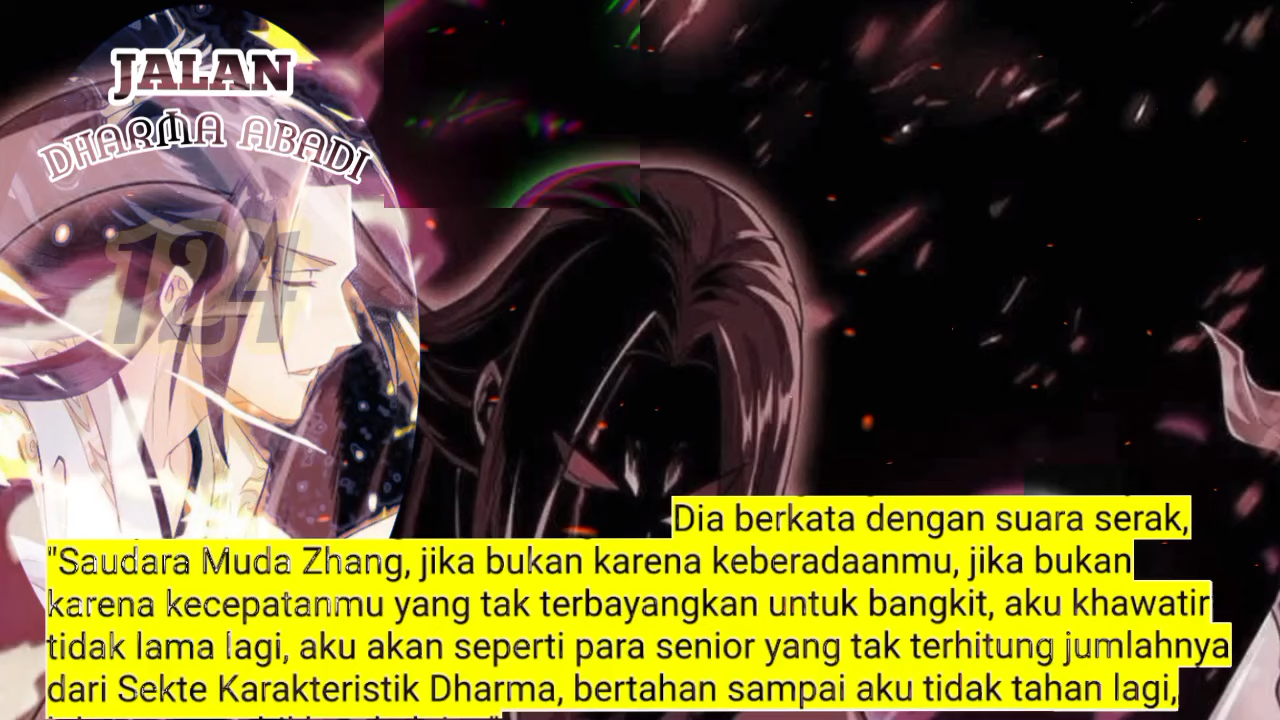 JALAN
DHARMA ABADI
124
Dia berkata dengan suara serak,
"Saudara Muda Zhang, jika bukan karena keberadaanmu, jika bukan
karena kecepatanmu yang tak terbayangkan untuk bangkit, aku khawatir
tidak lama lagi, aku akan seperti para senior yang tak terhitung jumlahnya
dari Sekte Karakteristik Dharma, bertahan sampai aku tidak tahan lagi,